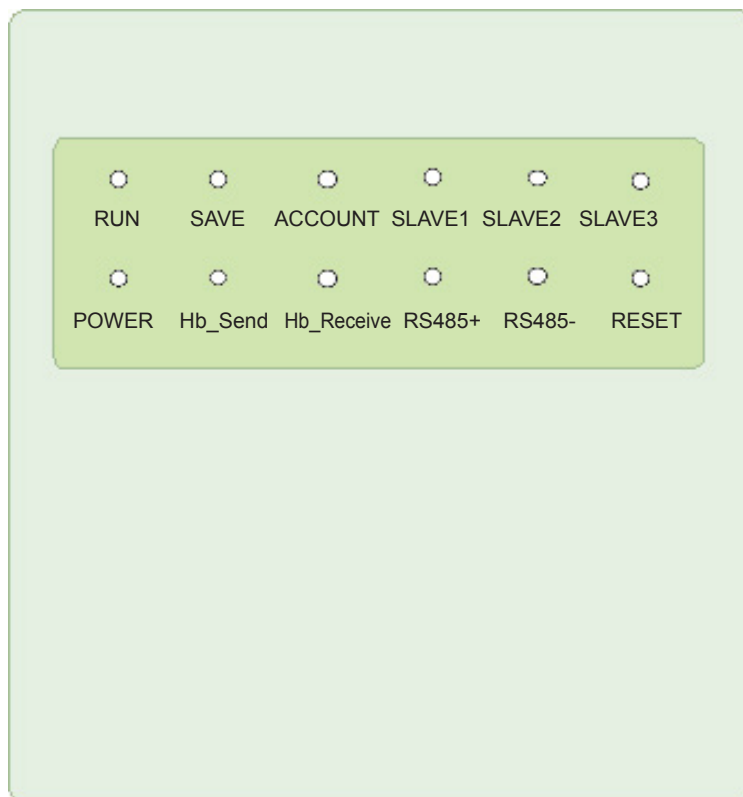 RUN SAVE ACCOUNT SLAVE1 SLAVE2 SLAVE3
POWER Hb_Send Hb_Receive RS485+ RS485- RESET